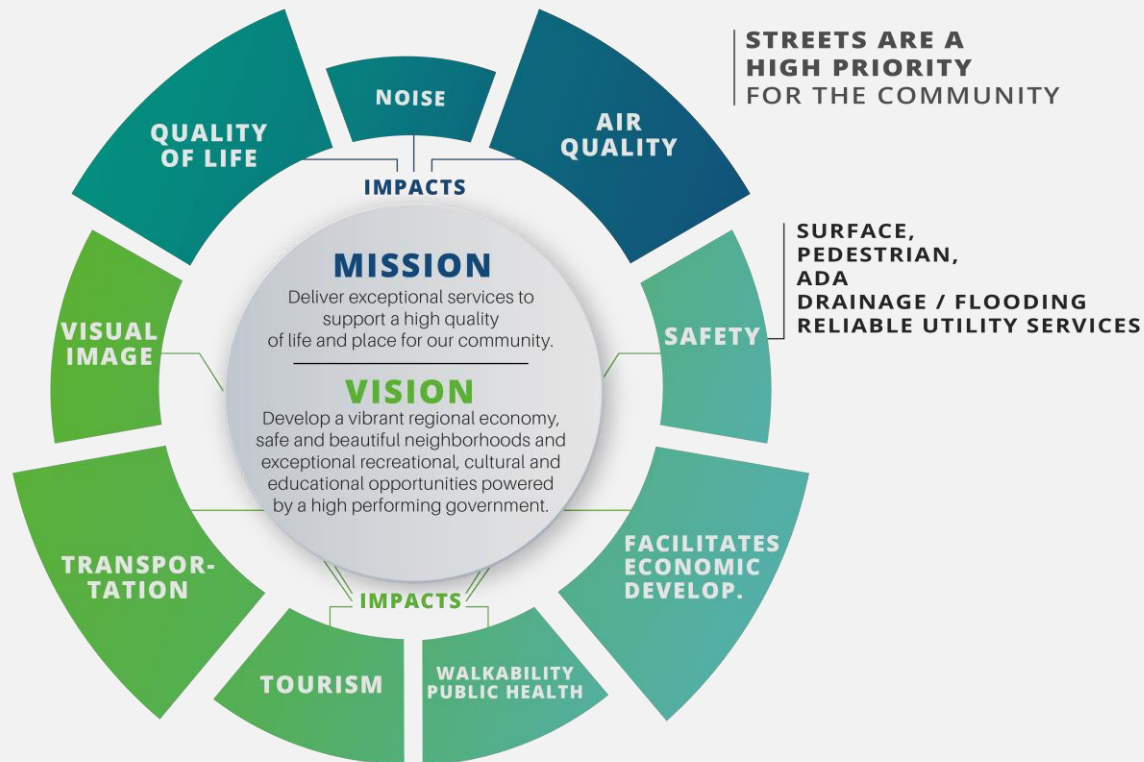 STREETS ARE A
HIGH PRIORITY
FOR THE COMMUNITY
NOISE
QUALITY
OF LIFE
AIR
QUALITY
IMPACTS
SURFACE,
PEDESTRIAN,
ADA
DRAINAGE / FLOODING
RELIABLE UTILITY SERVICES
MISSION
Deliver exceptional services to
support a high quality
of life and place for our community.
VISUAL
IMAGE
SAFETY
VISION
Develop a vibrant regional economy,
safe and beautiful neighborhoods and
exceptional recreational, cultural and
educational opportunities powered
by a high performing government.
TRANSPOR-
TATION
FACILITATES
ECONOMIC
DEVELOP.
IMPACTS
TOURISM
WALKABILITY
PUBLIC HEALTH